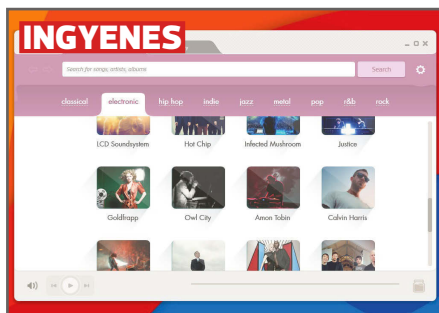 INGYENES
Search for songs, artists, albums
Search
classical electronic hip hop indie jazz metal pop r&b rock
LCD Soundsystem Hot Chip Infected Mushroom Justice
Goldfrapp Owl City Amon Tobin Calvin Harris